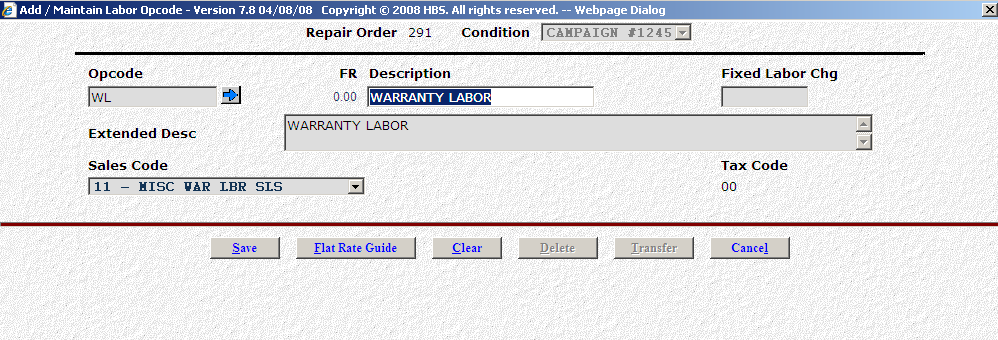 Add / Maintain Labor Opcode - Version 7.8 04/08/08   Copyright © 2008 HBS. All rights reserved. -- Webpage Dialog
Repair Order 291 Condition CAMPAIGN #1245
Opcode FR Description Fixed Labor Chg
WL 0.00 WARRANTY LABOR
Extended Desc WARRANTY LABOR
Sales Code Tax Code
11 - MISC WAR LBR SLS 00
Save Flat Rate Guide Clear Delete Transfer Cancel